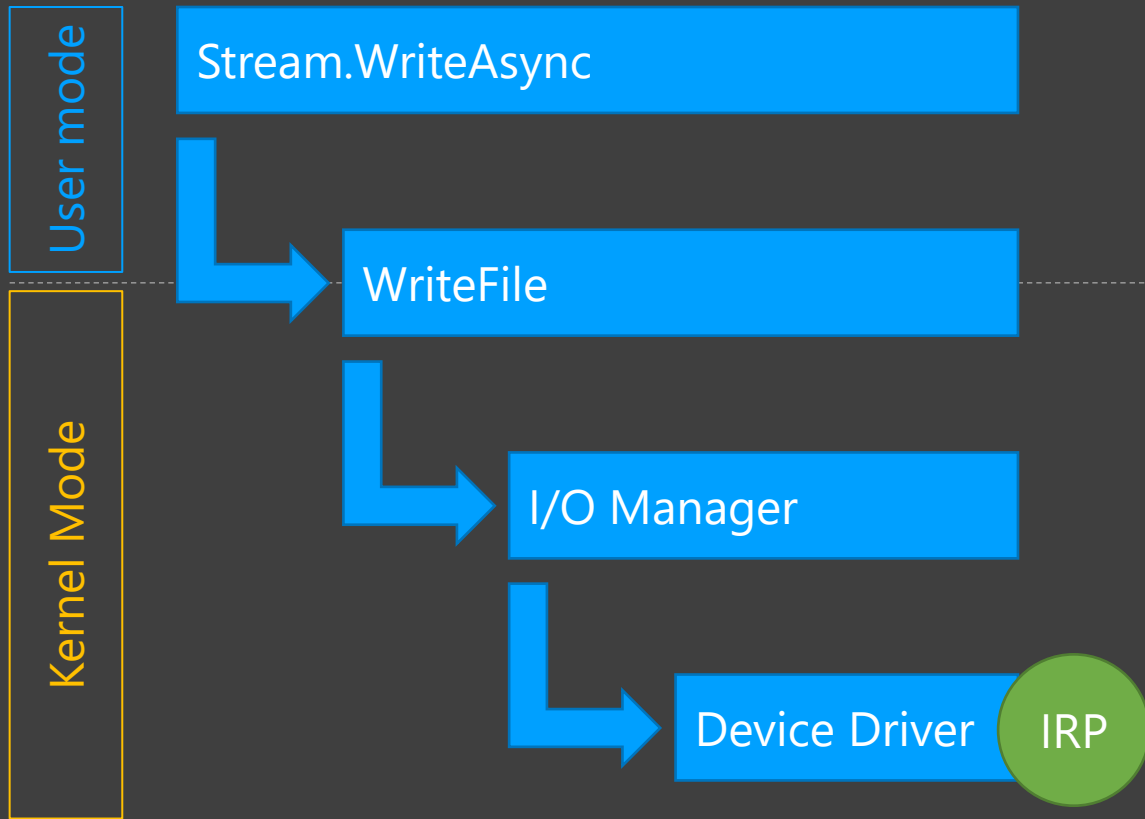 User mode
Stream.WriteAsync
WriteFile
Kernel Mode
I/O Manager
Device Driver
IRP